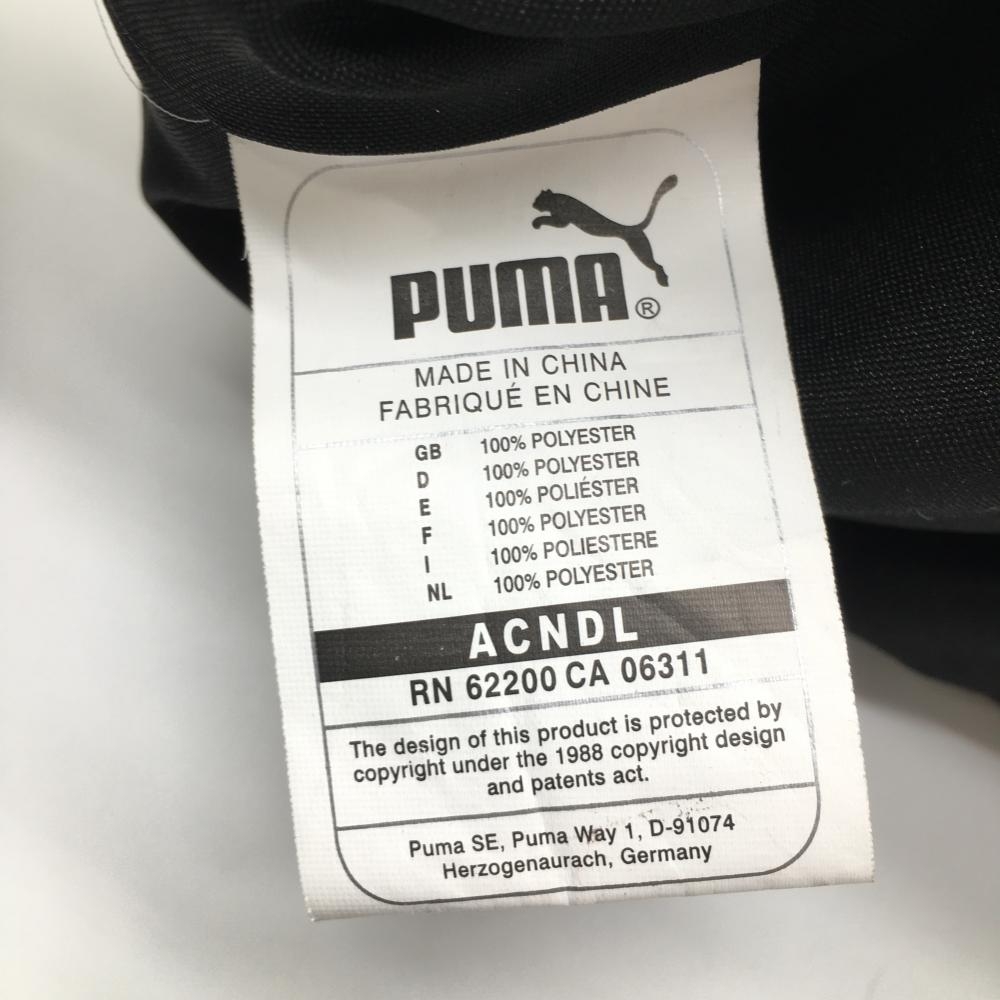 PUMA®
MADE IN CHINA
FABRIQUÉ EN CHINE
GB 100% POLYESTER
D 100% POLYESTER
E 100% POLIÉSTER
F 100% POLYESTER
I 100% POLIESTERE
NL 100% POLYESTER
ACNDL
RN 62200 CA 06311
The design of this product is protected by
copyright under the 1988 copyright design
and patents act.
Puma SE, Puma Way 1, D-91074
Herzogenaurach, Germany